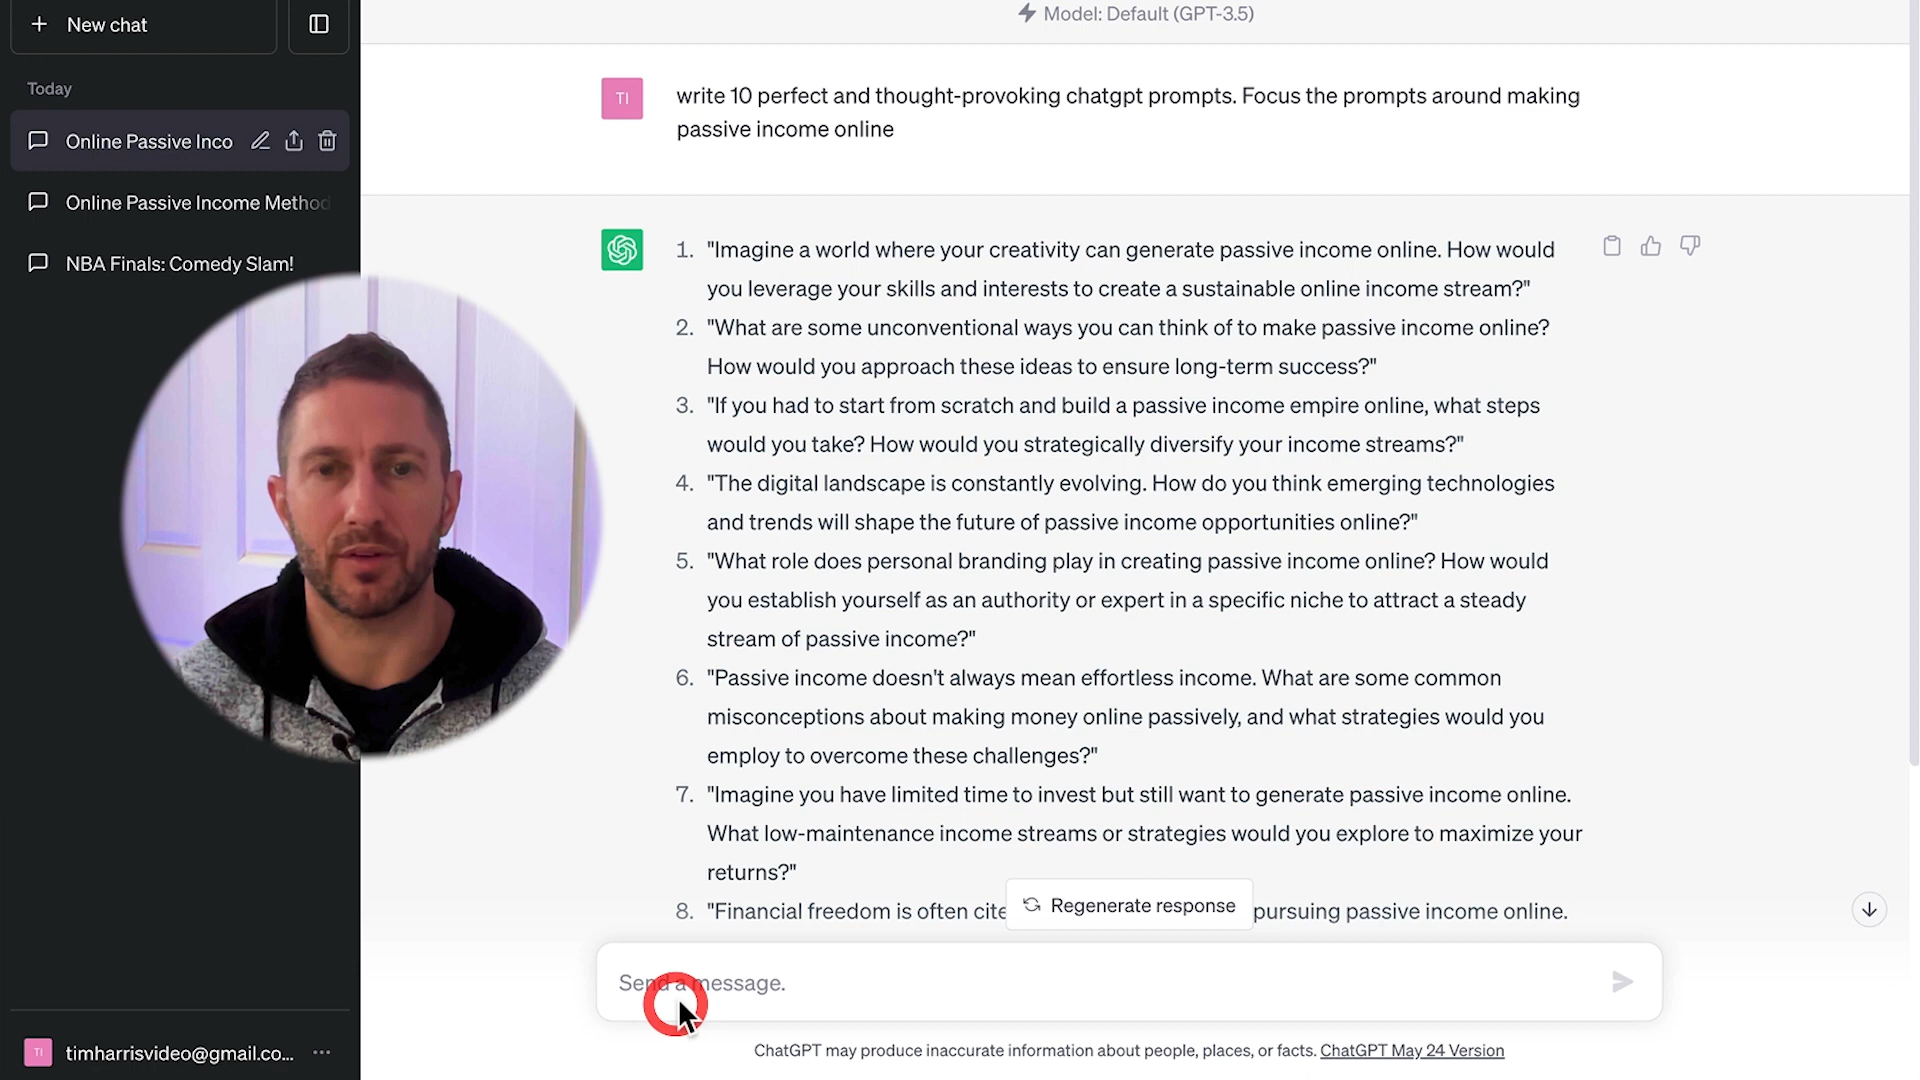 New chat
Today
Online Passive Inco
Online Passive Income Method
NBA Finals: Comedy Slam!
TI
timharrisvideo@gmail.co...
Model: Default (GPT-3.5)
TI
write 10 perfect and thought-provoking chatgpt prompts. Focus the prompts around making
passive income online
1. "Imagine a world where your creativity can generate passive income online. How would
you leverage your skills and interests to create a sustainable online income stream?"
2. "What are some unconventional ways you can think of to make passive income online?
How would you approach these ideas to ensure long-term success?"
3. "If you had to start from scratch and build a passive income empire online, what steps
would you take? How would you strategically diversify your income streams?"
4. "The digital landscape is constantly evolving. How do you think emerging technologies
and trends will shape the future of passive income opportunities online?"
5. "What role does personal branding play in creating passive income online? How would
you establish yourself as an authority or expert in a specific niche to attract a steady
stream of passive income?"
6. "Passive income doesn't always mean effortless income. What are some common
misconceptions about making money online passively, and what strategies would you
employ to overcome these challenges?"
7. "Imagine you have limited time to invest but still want to generate passive income online.
What low-maintenance income streams or strategies would you explore to maximize your
returns?"
8. "Financial freedom is often cite pursuing passive income online.
Regenerate response
Send a message.
ChatGPT may produce inaccurate information about people, places, or facts. ChatGPT May 24 Version